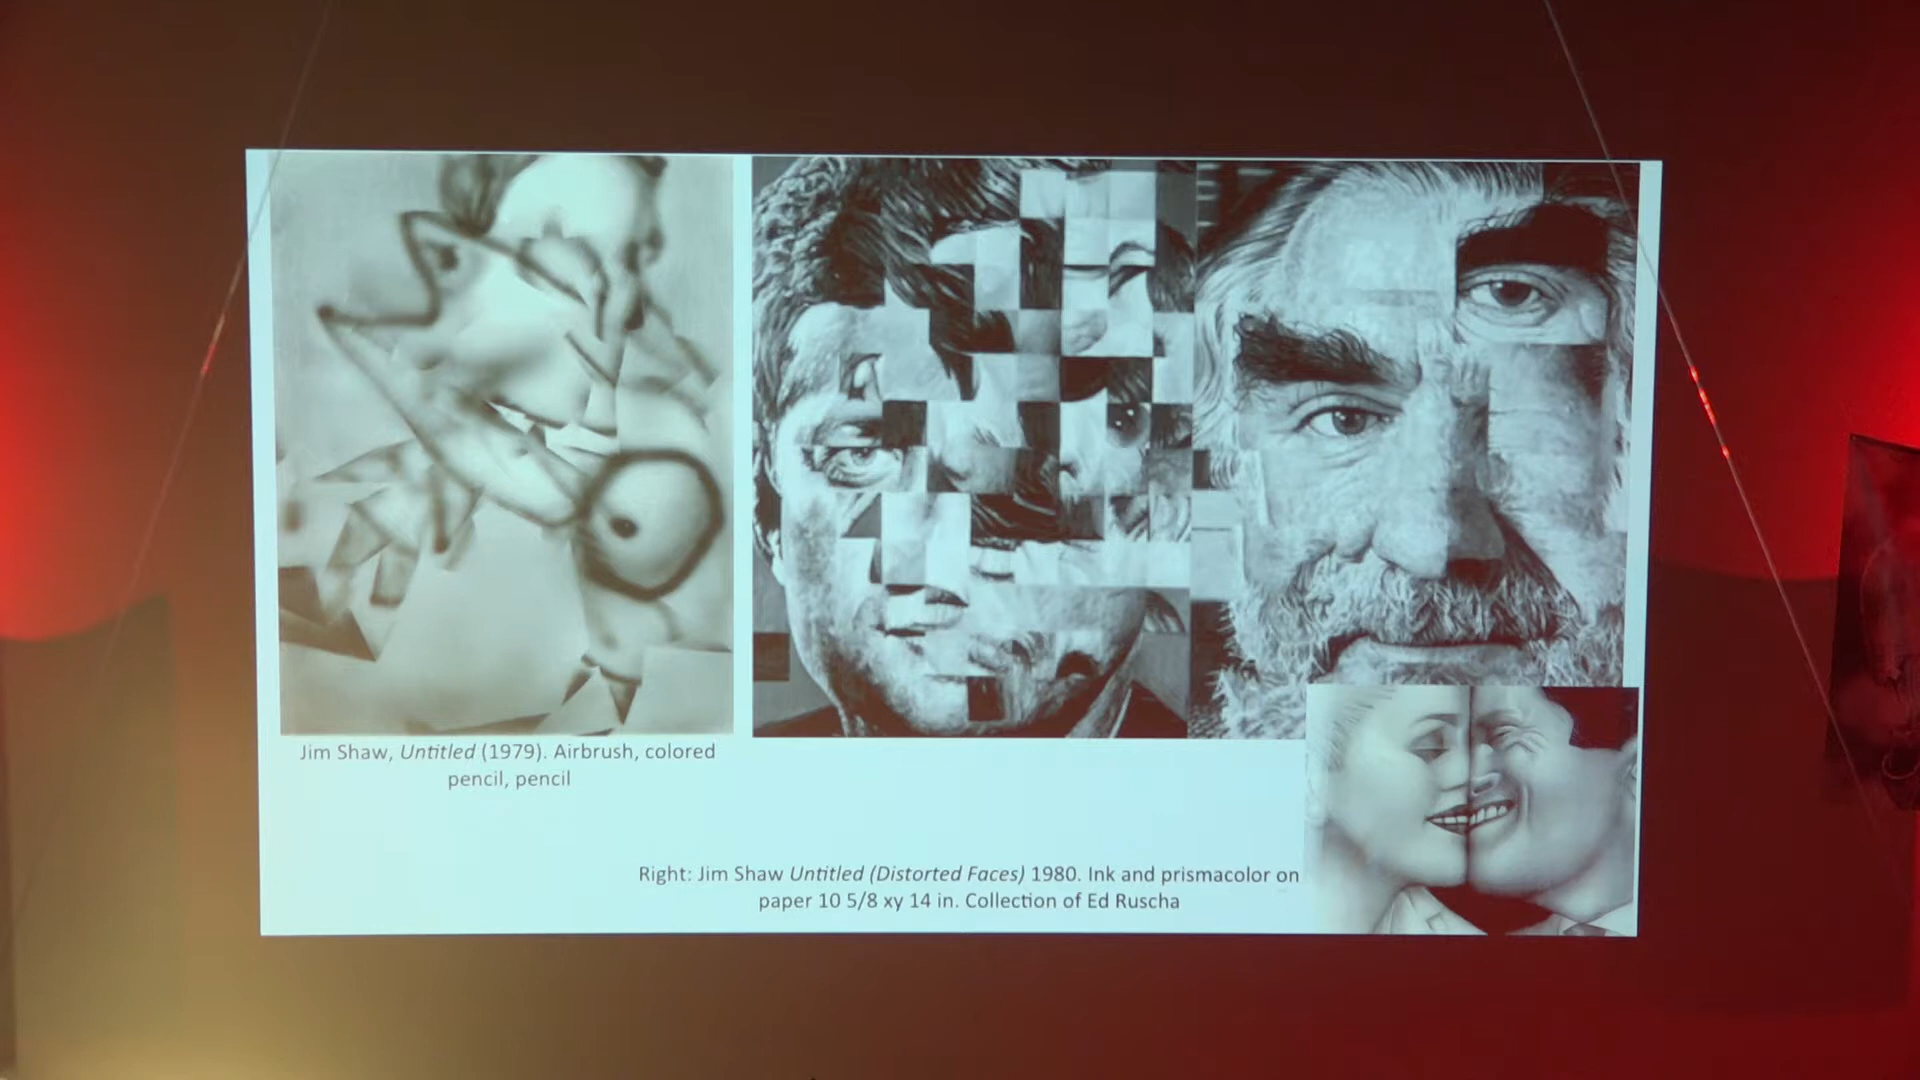 Jim Shaw, Untitled (1979). Airbrush, colored
pencil, pencil
Right: Jim Shaw Untitled (Distorted Faces) 1980. Ink and prismacolor on
paper 10 5/8 xy 14 in. Collection of Ed Ruscha